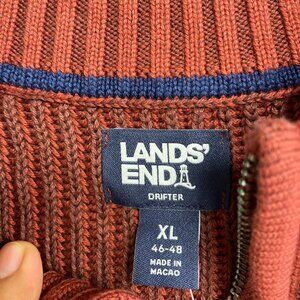 LANDS'
END
DRIFTER
XL
46-48
MADE IN
MACAO